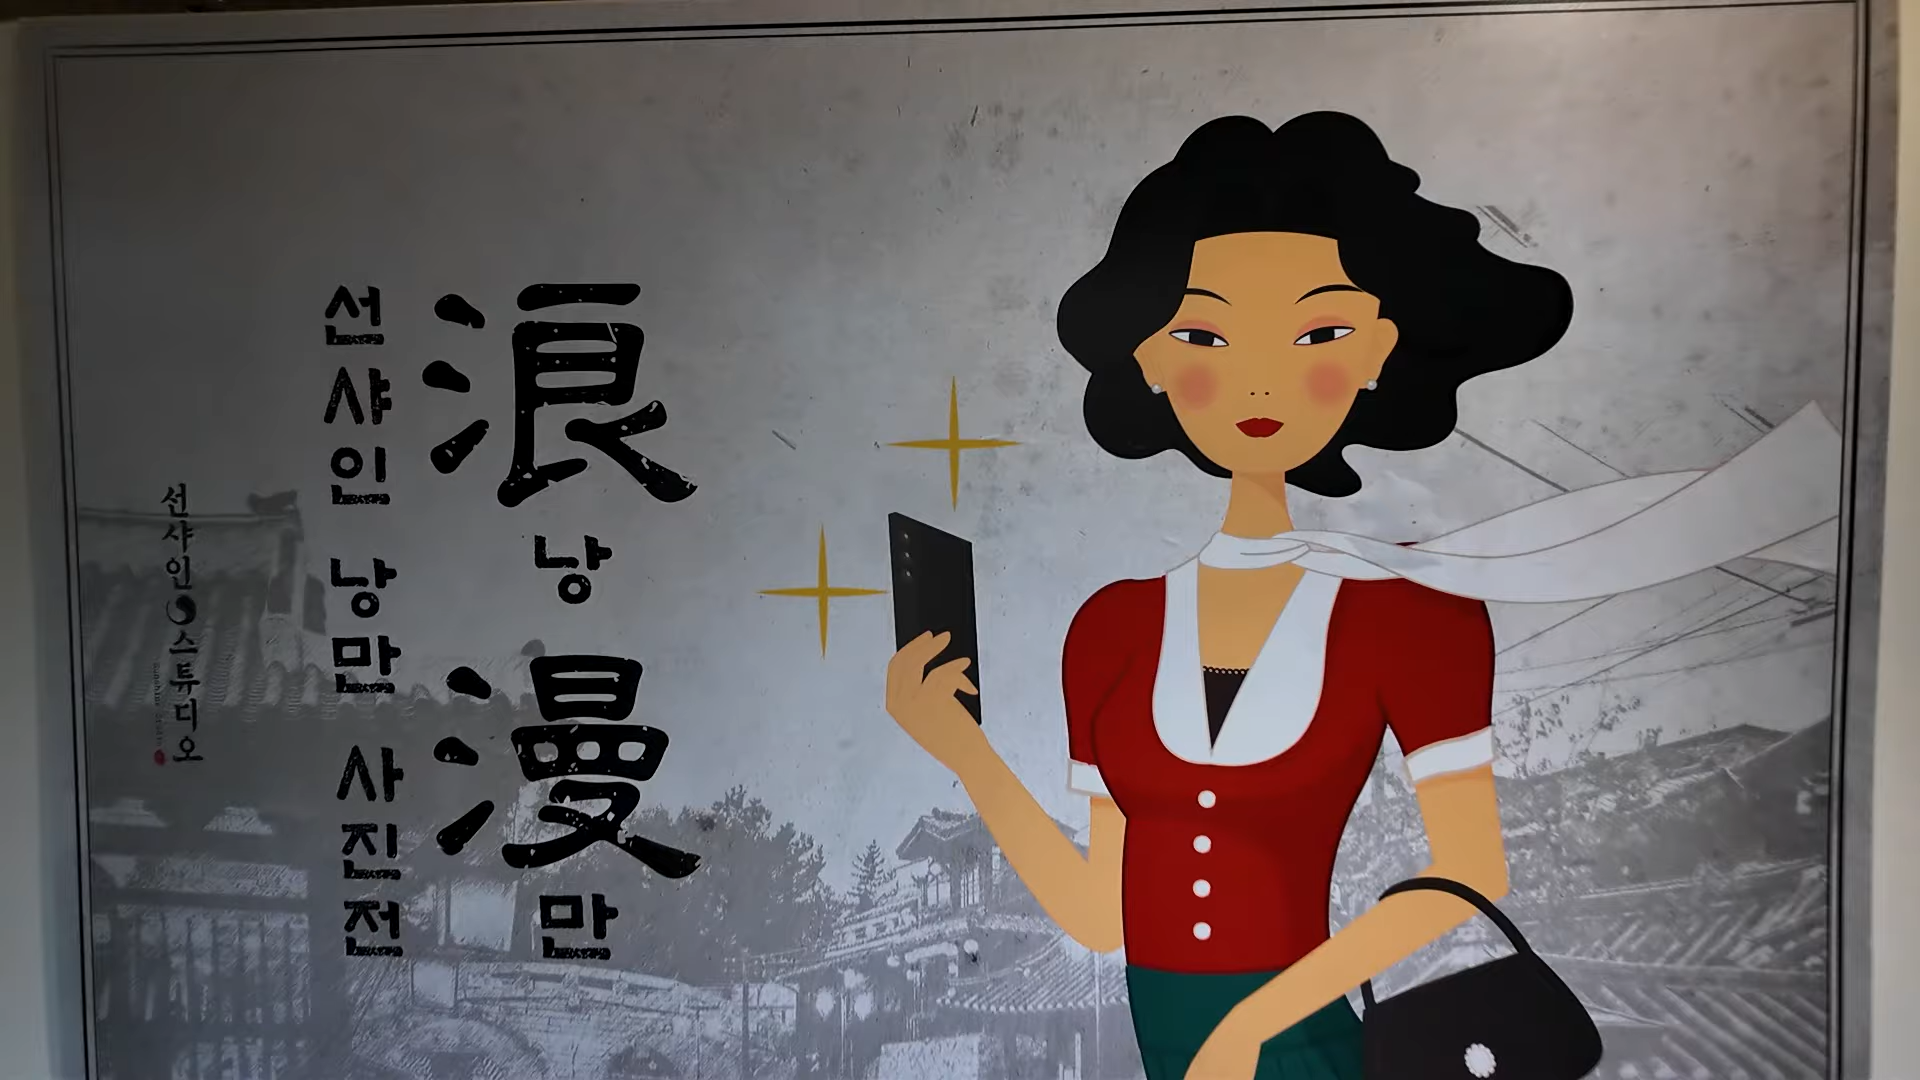 浪
낭
漫
만
선샤인 낭만 사진전
선샤인스튜디오